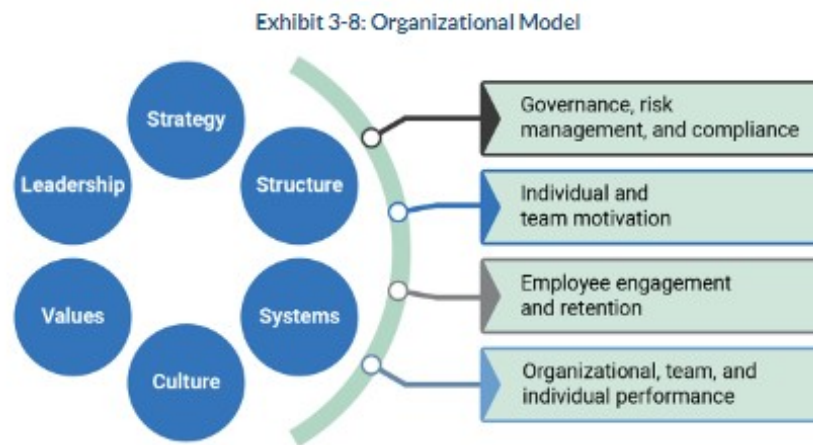 Exhibit 3-8: Organizational Model
Strategy
Leadership
Structure
Values
Systems
Culture
Governance, risk
management, and compliance
Individual and
team motivation
Employee engagement
and retention
Organizational, team, and
individual performance